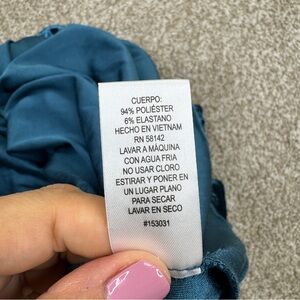 CUERPO:
94% POLIÉSTER
6% ELASTANO
HECHO EN VIETNAM
RN 58142
LAVAR A MÁQUINA
CON AGUA FRIA
NO USAR CLORO
ESTIRAR Y PONER EN
UN LUGAR PLANO
PARA SECAR
LAVAR EN SECO
#153031